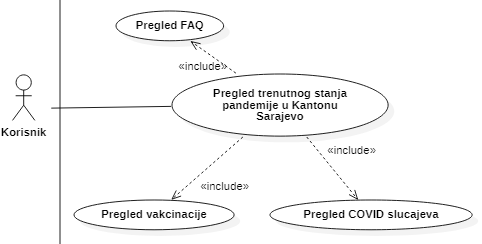 Pregled FAQ
«include»
Pregled trenutnog stanja
pandemije u Kantonu
Sarajevo
Korisnik
«include»
«include»
Pregled vakcinacije
Pregled COVID slucajeva